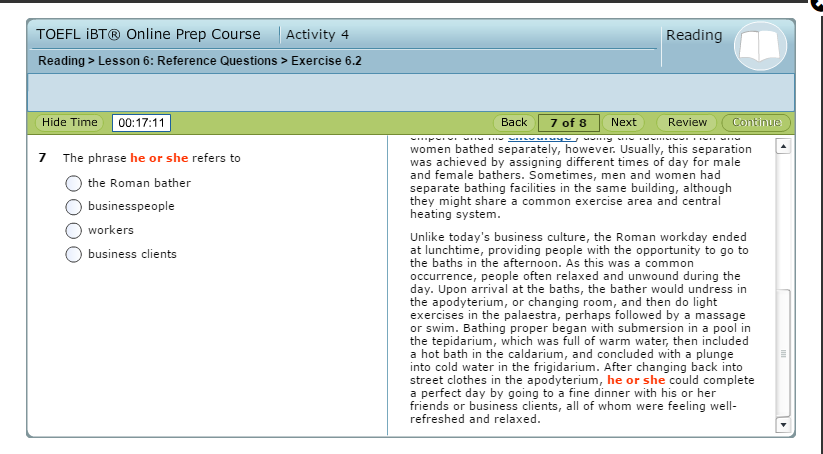 TOEFL iBT® Online Prep Course Activity 4 Reading
Reading > Lesson 6: Reference Questions > Exercise 6.2
Hide Time 00:17:11 Back 7 of 8 Next Review Continue
7 The phrase he or she refers to
the Roman bather
businesspeople
workers
business clients
women bathed separately, however. Usually, this separation
was achieved by assigning different times of day for male
and female bathers. Sometimes, men and women had
separate bathing facilities in the same building, although
they might share a common exercise area and central
heating system.
Unlike today's business culture, the Roman workday ended
at lunchtime, providing people with the opportunity to go to
the baths in the afternoon. As this was a common
occurrence, people often relaxed and unwound during the
day. Upon arrival at the baths, the bather would undress in
the apodyterium, or changing room, and then do light
exercises in the palaestra, perhaps followed by a massage
or swim. Bathing proper began with submersion in a pool in
the tepidarium, which was full of warm water, then included
a hot bath in the caldarium, and concluded with a plunge
into cold water in the frigidarium. After changing back into
street clothes in the apodyterium, he or she could complete
a perfect day by going to a fine dinner with his or her
friends or business clients, all of whom were feeling well-
refreshed and relaxed.